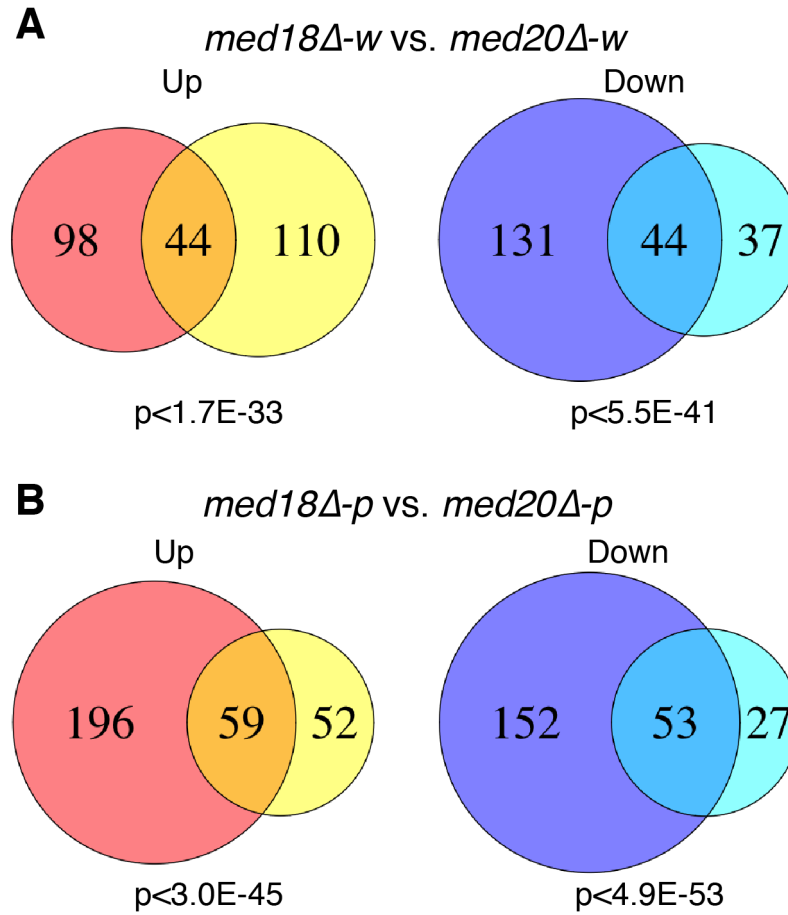 A
med18Δ-w vs. med20Δ-w
Up
Down
98
44
110
131
44
37
p<1.7E-33
p<5.5E-41
B
med18Δ-p vs. med20Δ-p
Up
Down
196
59
52
152
53
27
p<3.0E-45
p<4.9E-53